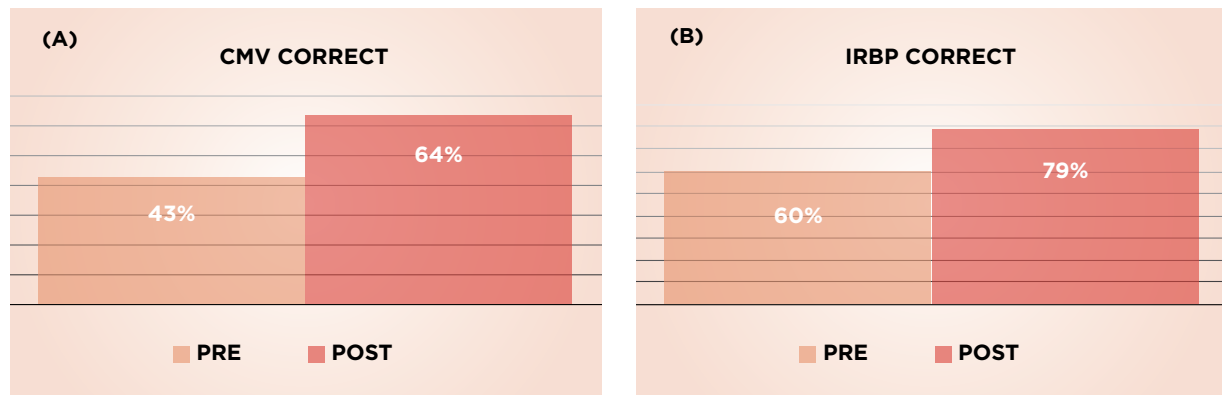 (A)
CMV CORRECT
43%
64%
PRE
POST
(B)
IRBP CORRECT
60%
79%
PRE
POST